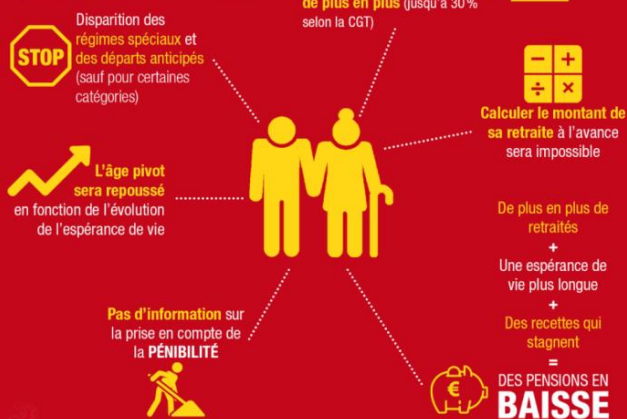 de plus en plus (jusqu'à 30%
selon la CGT)
Disparition des
régimes spéciaux et
des départs anticipés
(sauf pour certaines
catégories)
STOP
Calculer le montant de
sa retraite à l'avance
sera impossible
L'âge pivot
sera repoussé
en fonction de l'évolution
de l'espérance de vie
De plus en plus de
retraités
+
Une espérance de
vie plus longue
+
Des recettes qui
stagnent
=
DES PENSIONS EN
BAISSE
Pas d'information sur
la prise en compte de
la PÉNIBILITÉ